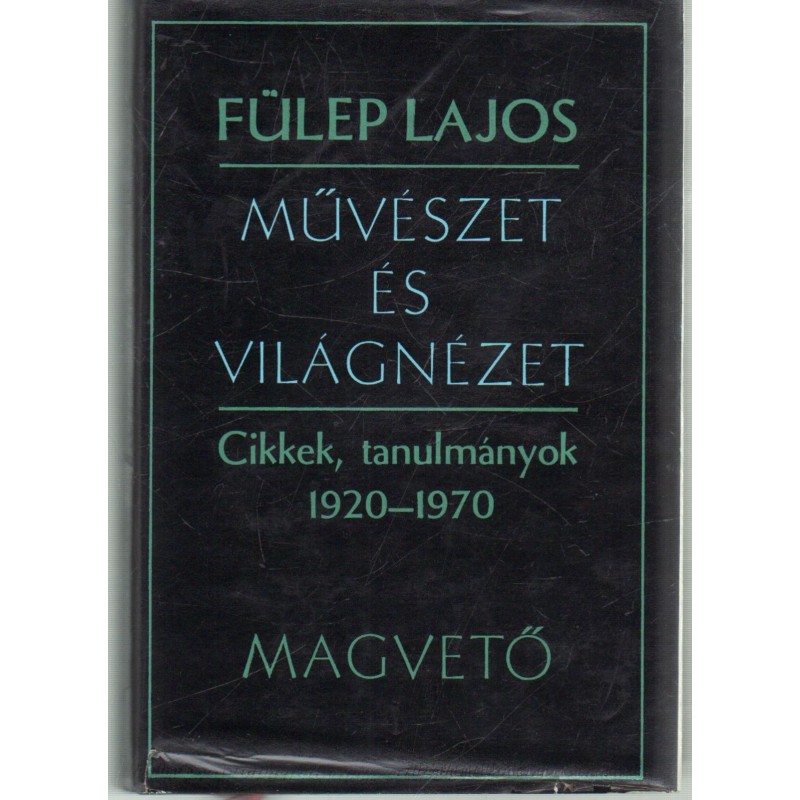 FÜLEP LAJOS
MŰVÉSZET
ÉS
VILÁGNÉZET
Cikkek, tanulmányok
1920–1970
MAGVETŐ